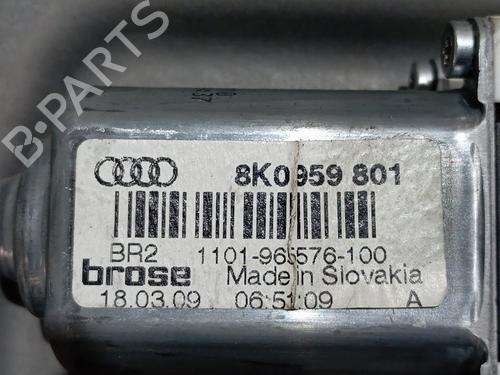 B-PARTS
8K0959 801
BR2 1101-965576-100
brose Made in Slovakia
18.03.09 06:51:09 A